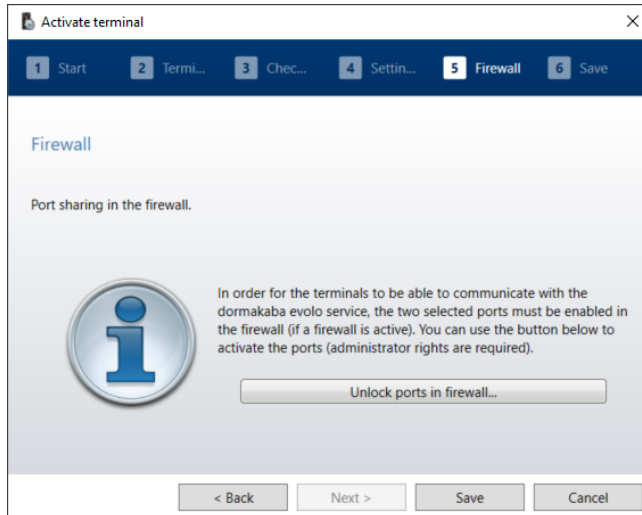 Activate terminal
1 Start 2 Termi... 3 Chec... 4 Settin... 5 Firewall 6 Save
Firewall
Port sharing in the firewall.
In order for the terminals to be able to communicate with the
dormakaba evolo service, the two selected ports must be enabled in
the firewall (if a firewall is active). You can use the button below to
activate the ports (administrator rights are required).
Unlock ports in firewall...
< Back Next > Save Cancel